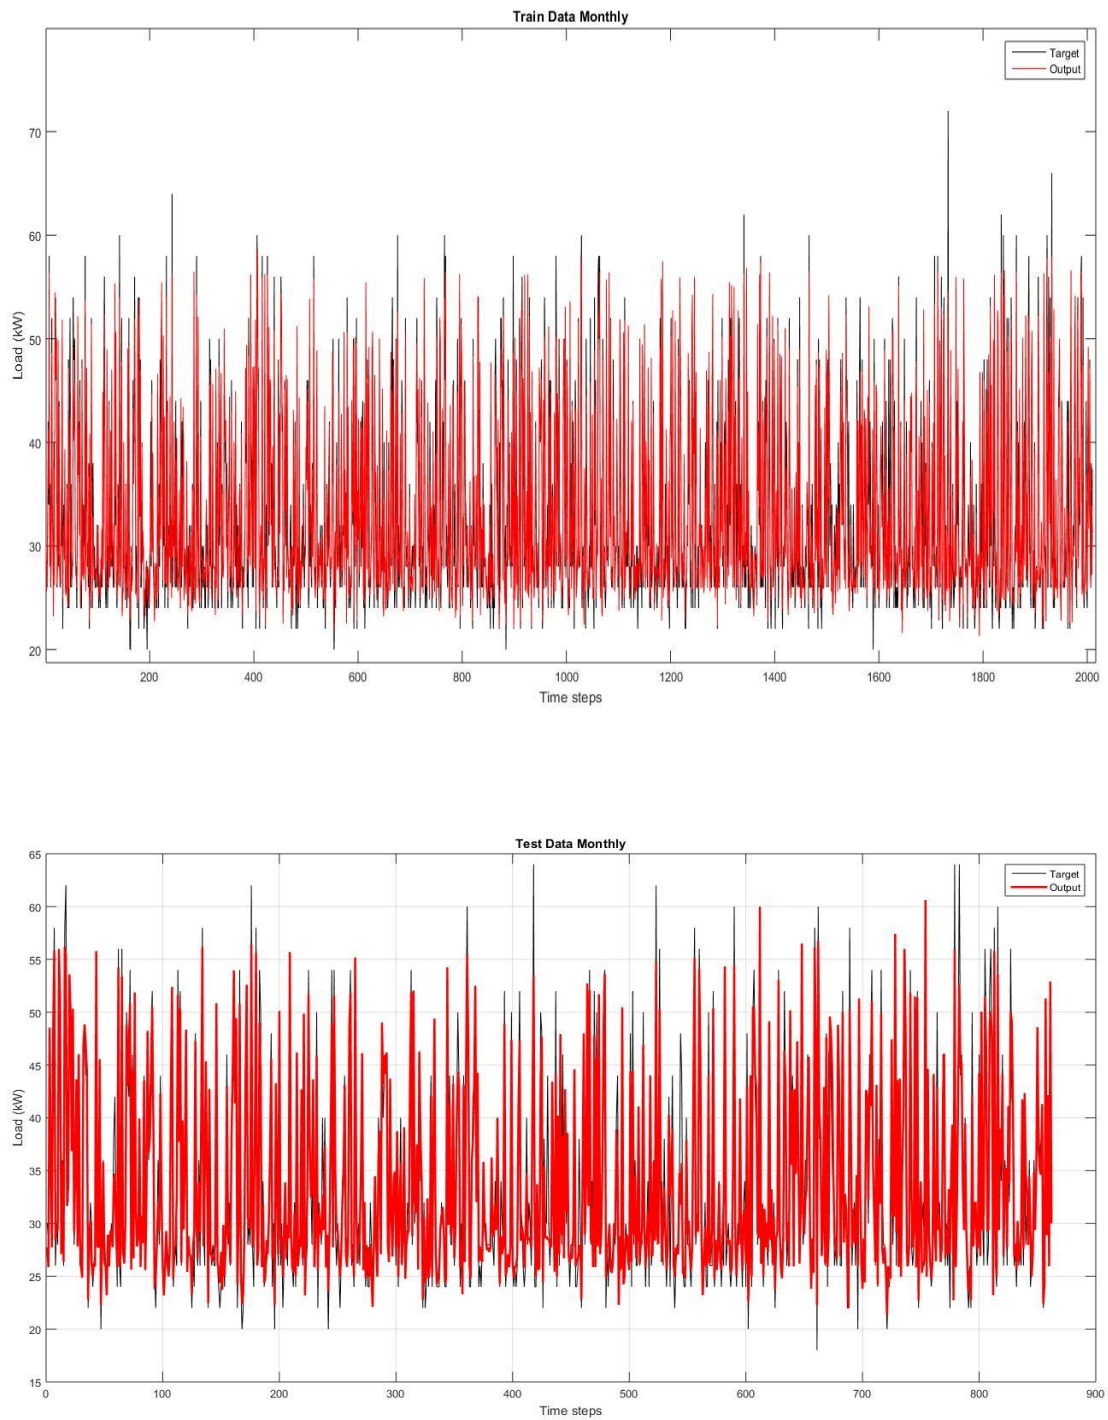 Train Data Monthly
Target
Output
70
60
50
40
30
20
Load (kW)
200 400 600 800 1000 1200 1400 1600 1800 2000
Time steps
Test Data Monthly
65
Target
Output
60
55
50
45
40
35
30
25
20
15
Load (kW)
0 100 200 300 400 500 600 700 800 900
Time steps